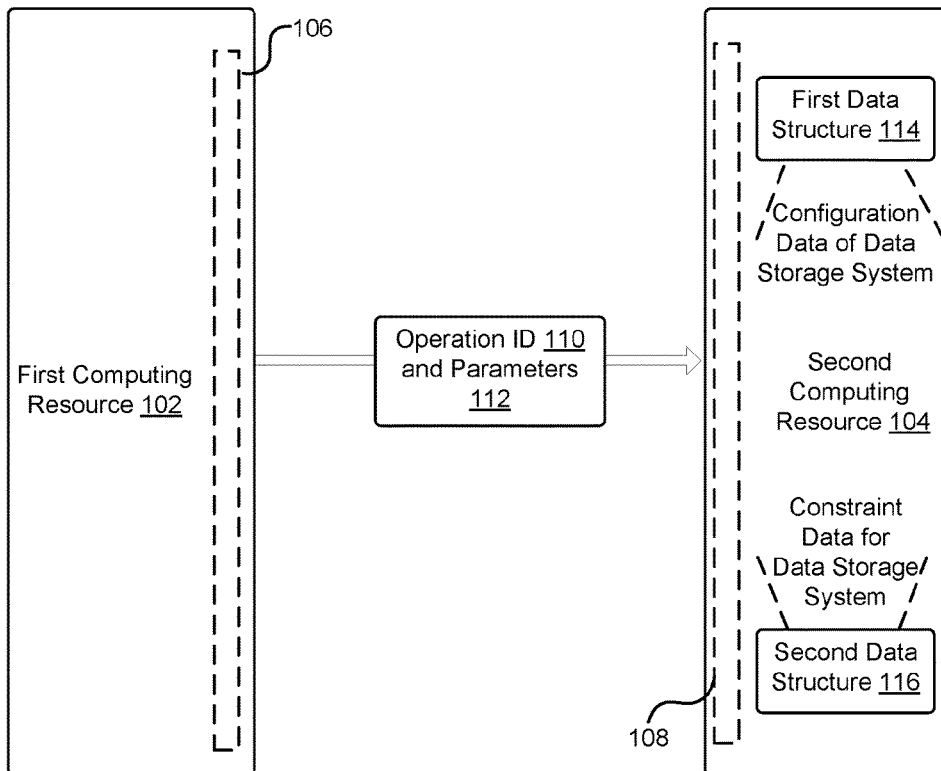 106
First Data
Structure 114
Configuration
Data of Data
Storage System
Operation ID 110
and Parameters
112
First Computing
Resource 102
Second
Computing
Resource 104
Constraint
Data for
Data Storage
System
Second Data
Structure 116
108